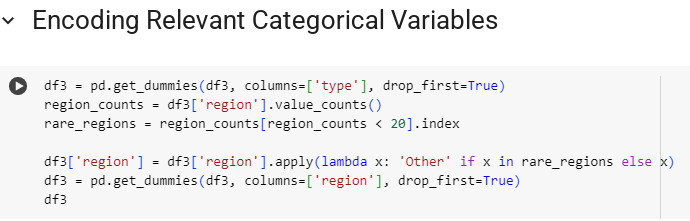 Encoding Relevant Categorical Variables
df3 = pd.get_dummies(df3, columns=['type'], drop_first=True)
region_counts = df3['region'].value_counts()
rare_regions = region_counts[region_counts < 20].index
df3['region'] = df3['region'].apply(lambda x: 'Other' if x in rare_regions else x)
df3 = pd.get_dummies(df3, columns=['region'], drop_first=True)
df3